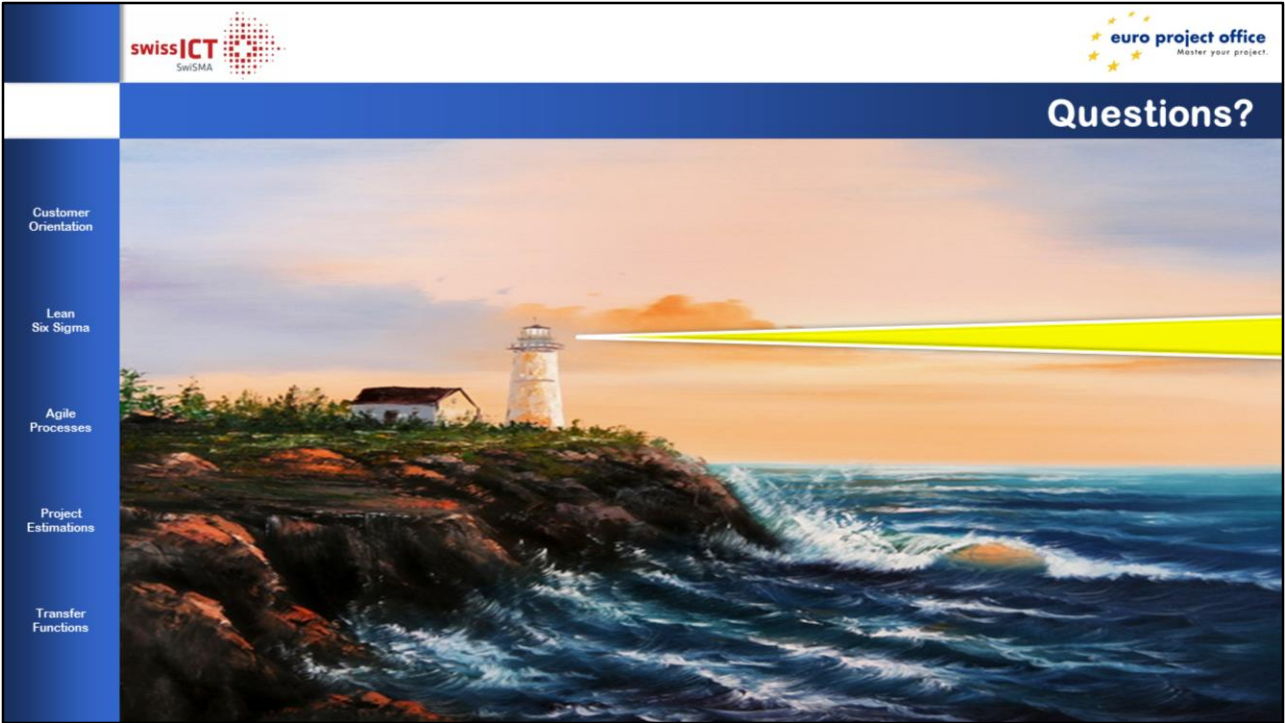 swissICT
SwiSMA
euro project office
Master your project.
Questions?
Customer
Orientation
Lean
Six Sigma
Agile
Processes
Project
Estimations
Transfer
Functions